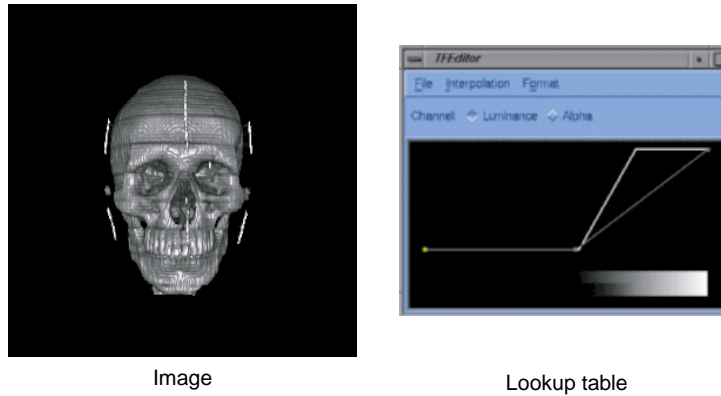 TFEditor
File Interpolation Format
Channel: Luminance Alpha
Image
Lookup table